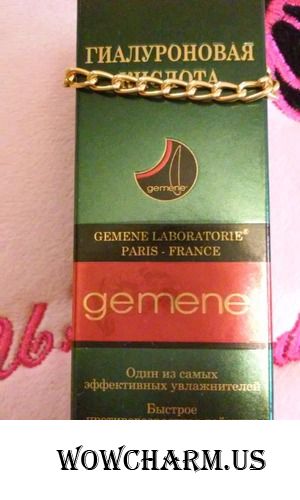 ГИАЛУРОНОВАЯ
КИСЛОТА
gemene
GEMENE LABORATORIE®
PARIS - FRANCE
gemene
Один из самых
эффективных увлажнителей
Быстрое
WOWCHARM.US